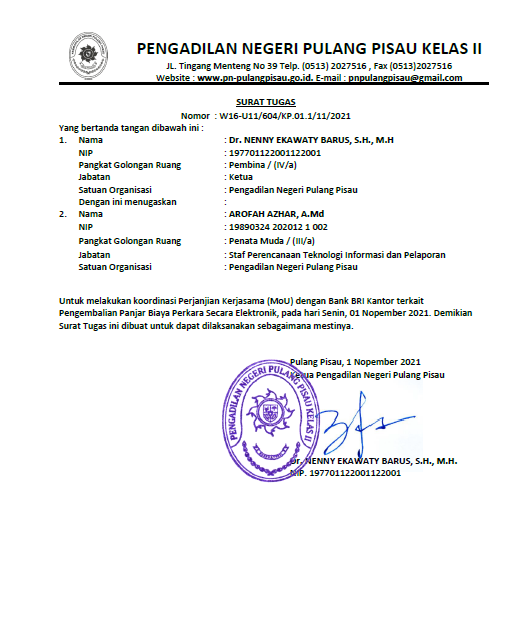 PENGADILAN NEGERI PULANG PISAU KELAS II
JL. Tingang Menteng No 39 Telp. (0513) 2027516 , Fax (0513)2027516
Website : www.pn-pulangpisau.go.id. E-mail : pnpulangpisau@gmail.com
SURAT TUGAS
Nomor : W16-U11/604/KP.01.1/11/2021
Yang bertanda tangan dibawah ini :
1. Nama : Dr. NENNY EKAWATY BARUS, S.H., M.H
NIP : 197701122001122001
Pangkat Golongan Ruang : Pembina / (IV/a)
Jabatan : Ketua
Satuan Organisasi : Pengadilan Negeri Pulang Pisau
Dengan ini menugaskan :
2. Nama : AROFAH AZHAR, A.Md
NIP : 19890324 202012 1 002
Pangkat Golongan Ruang : Penata Muda / (III/a)
Jabatan : Staf Perencanaan Teknologi Informasi dan Pelaporan
Satuan Organisasi : Pengadilan Negeri Pulang Pisau
Untuk melakukan koordinasi Perjanjian Kerjasama (MoU) dengan Bank BRI Kantor terkait
Pengembalian Panjar Biaya Perkara Secara Elektronik, pada hari Senin, 01 Nopember 2021. Demikian
Surat Tugas ini dibuat untuk dapat dilaksanakan sebagaimana mestinya.
Pulang Pisau, 1 Nopember 2021
Ketua Pengadilan Negeri Pulang Pisau
PENGADILAN NEGERI PULANG PISAU KELAS II
Dr. NENNY EKAWATY BARUS, S.H., M.H.
NIP. 197701122001122001